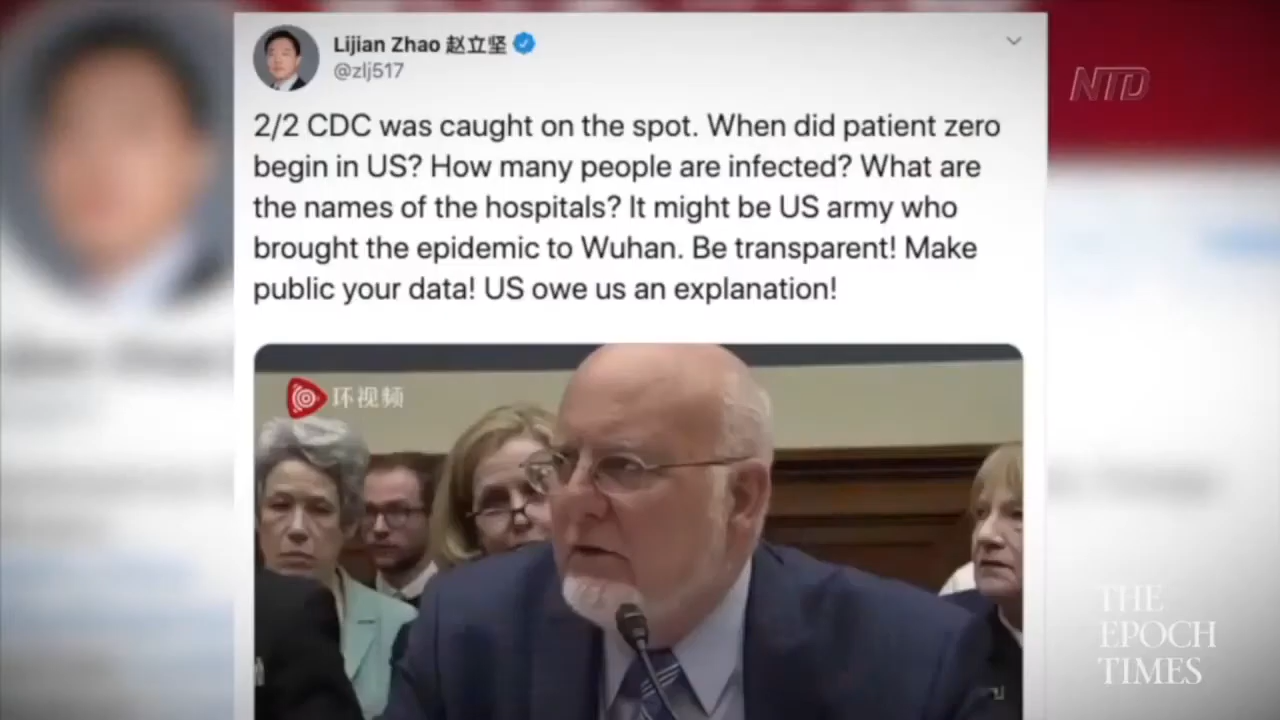 Lijian Zhao 赵立坚
@zlj517
NTD
2/2 CDC was caught on the spot. When did patient zero
begin in US? How many people are infected? What are
the names of the hospitals? It might be US army who
brought the epidemic to Wuhan. Be transparent! Make
public your data! US owe us an explanation!
环视频
THE
EPOCH
TIMES